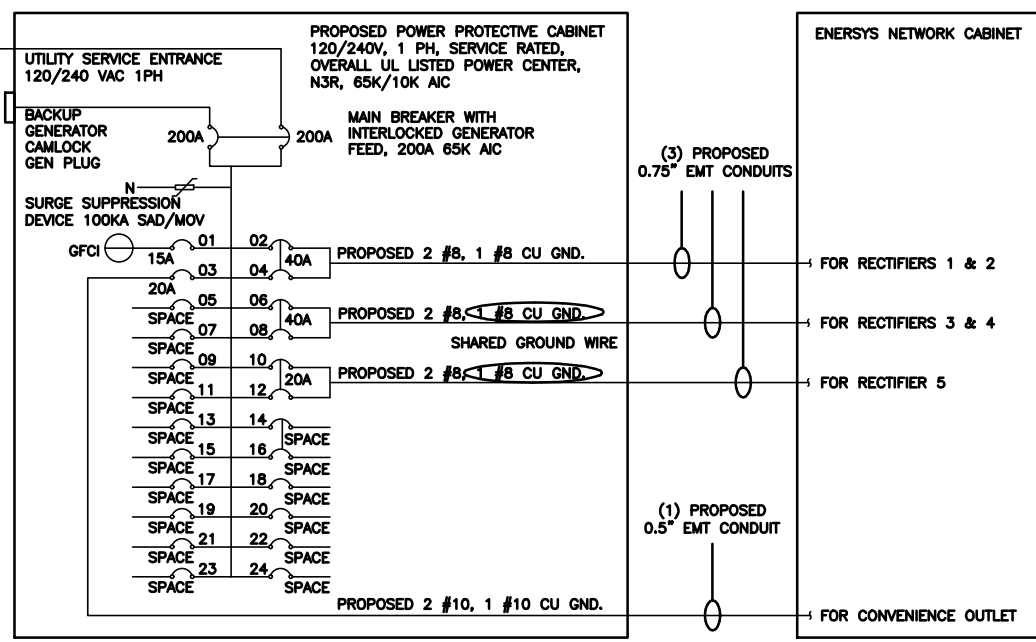 PROPOSED POWER PROTECTIVE CABINET
120/240V, 1 PH, SERVICE RATED,
OVERALL UL LISTED POWER CENTER,
N3R, 65K/10K AIC
ENERSYS NETWORK CABINET
UTILITY SERVICE ENTRANCE
120/240 VAC 1PH
BACKUP
GENERATOR
CAMLOCK
GEN PLUG
200A
200A
MAIN BREAKER WITH
INTERLOCKED GENERATOR
FEED, 200A 65K AIC
(3) PROPOSED
0.75" EMT CONDUITS
N
SURGE SUPPRESSION
DEVICE 100KA SAD/MOV
GFCI
15A
01
02
40A
PROPOSED 2 #8, 1 #8 CU GND.
FOR RECTIFIERS 1 & 2
20A
03
04
SPACE
05
06
40A
PROPOSED 2 #8, 1 #8 CU GND.
FOR RECTIFIERS 3 & 4
SPACE
07
08
SHARED GROUND WIRE
SPACE
09
10
20A
PROPOSED 2 #8, 1 #8 CU GND.
FOR RECTIFIER 5
SPACE
11
12
SPACE
13
14
SPACE
SPACE
15
16
SPACE
SPACE
17
18
SPACE
SPACE
19
20
SPACE
SPACE
21
22
SPACE
SPACE
23
24
SPACE
(1) PROPOSED
0.5" EMT CONDUIT
PROPOSED 2 #10, 1 #10 CU GND.
FOR CONVENIENCE OUTLET